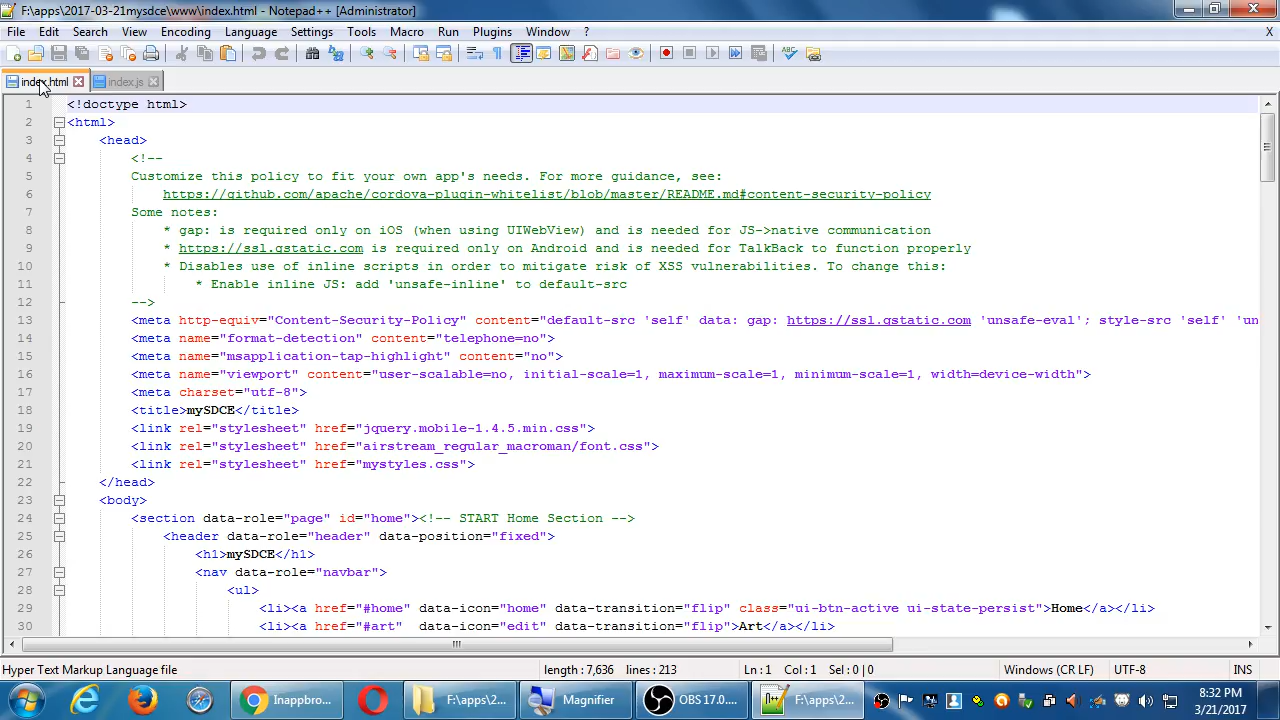 F:\apps\2017-03-21mysdce\www\index.html - Notepad++ [Administrator]
File Edit Search View Encoding Language Settings Tools Macro Run Plugins Window ? X
index.html index.js
1 <!doctype html>
2 <html>
3 <head>
4 <!--
5 Customize this policy to fit your own app's needs. For more guidance, see:
6 https://github.com/apache/cordova-plugin-whitelist/blob/master/README.md#content-security-policy
7 Some notes:
8 * gap: is required only on iOS (when using UIWebView) and is needed for JS->native communication
9 * https://ssl.gstatic.com is required only on Android and is needed for TalkBack to function properly
10 * Disables use of inline scripts in order to mitigate risk of XSS vulnerabilities. To change this:
11 * Enable inline JS: add 'unsafe-inline' to default-src
12 -->
13 <meta http-equiv="Content-Security-Policy" content="default-src 'self' data: gap: https://ssl.gstatic.com 'unsafe-eval'; style-src 'self' 'un
14 <meta name="format-detection" content="telephone=no">
15 <meta name="msapplication-tap-highlight" content="no">
16 <meta name="viewport" content="user-scalable=no, initial-scale=1, maximum-scale=1, minimum-scale=1, width=device-width">
17 <meta charset="utf-8">
18 <title>mySDCE</title>
19 <link rel="stylesheet" href="jquery.mobile-1.4.5.min.css">
20 <link rel="stylesheet" href="airstream_regular_macroman/font.css">
21 <link rel="stylesheet" href="mystyles.css">
22 </head>
23 <body>
24 <section data-role="page" id="home"><!-- START Home Section -->
25 <header data-role="header" data-position="fixed">
26 <h1>mySDCE</h1>
27 <nav data-role="navbar">
28 <ul>
29 <li><a href="#home" data-icon="home" data-transition="flip" class="ui-btn-active ui-state-persist">Home</a></li>
30 <li><a href="#art" data-icon="edit" data-transition="flip">Art</a></li>
Hyper Text Markup Language file length : 7,636 lines : 213 Ln : 1 Col : 1 Sel : 0 | 0 Windows (CR LF) UTF-8 INS
Inappbro... F:\apps\2... Magnifier OBS 17.0.... F:\apps\2...
8:32 PM
3/21/2017